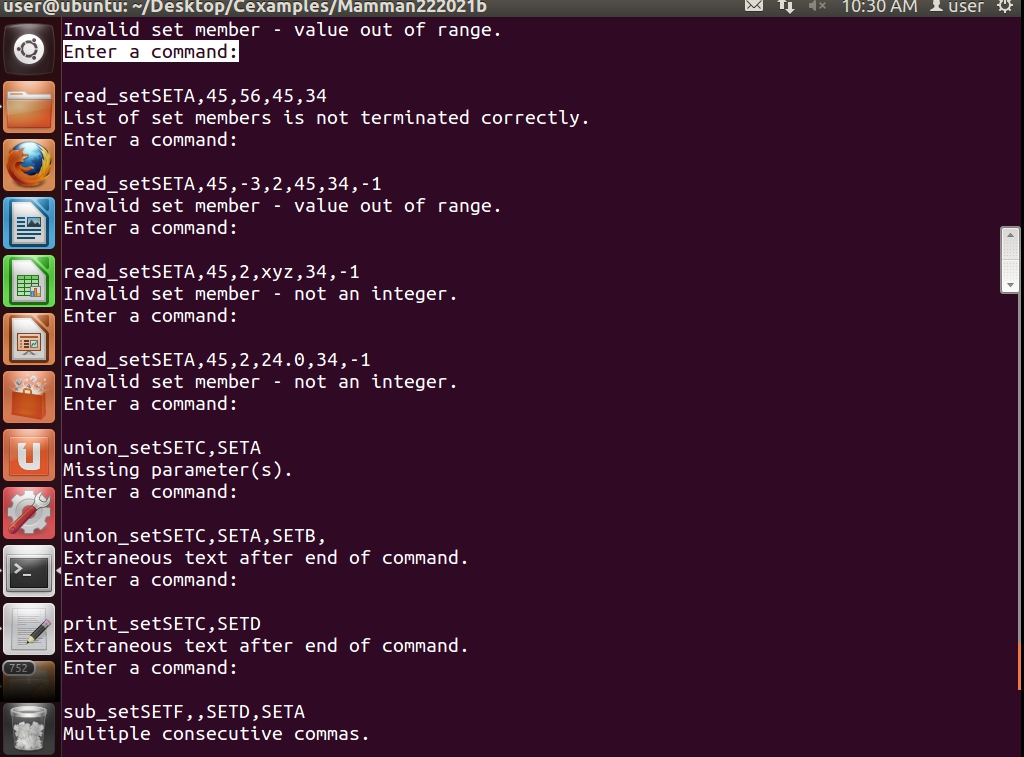 user@ubuntu: ~/Desktop/Cexamples/Mamman222021b 10:30 AM user
Invalid set member - value out of range.
Enter a command:
read_setSETA,45,56,45,34
List of set members is not terminated correctly.
Enter a command:
read_setSETA,45,-3,2,45,34,-1
Invalid set member - value out of range.
Enter a command:
read_setSETA,45,2,xyz,34,-1
Invalid set member - not an integer.
Enter a command:
read_setSETA,45,2,24.0,34,-1
Invalid set member - not an integer.
Enter a command:
union_setSETC,SETA
Missing parameter(s).
Enter a command:
union_setSETC,SETA,SETB,
Extraneous text after end of command.
Enter a command:
print_setSETC,SETD
Extraneous text after end of command.
752
Enter a command:
sub_setSETF,,SETD,SETA
Multiple consecutive commas.